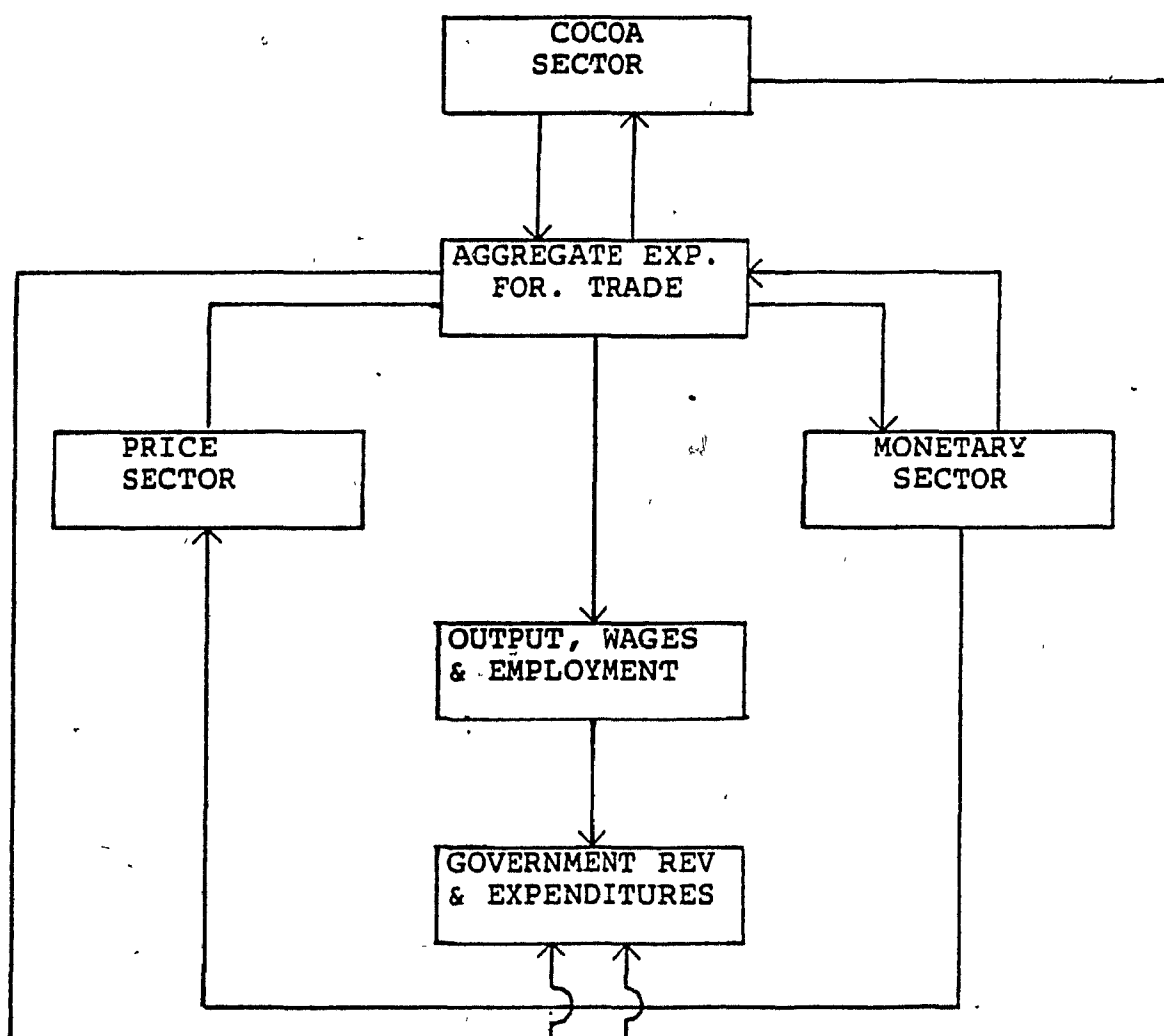 COCOA
SECTOR
AGGREGATE EXP.
FOR. TRADE
PRICE
SECTOR
MONETARY
SECTOR
OUTPUT, WAGES
& EMPLOYMENT
GOVERNMENT REV
& EXPENDITURES